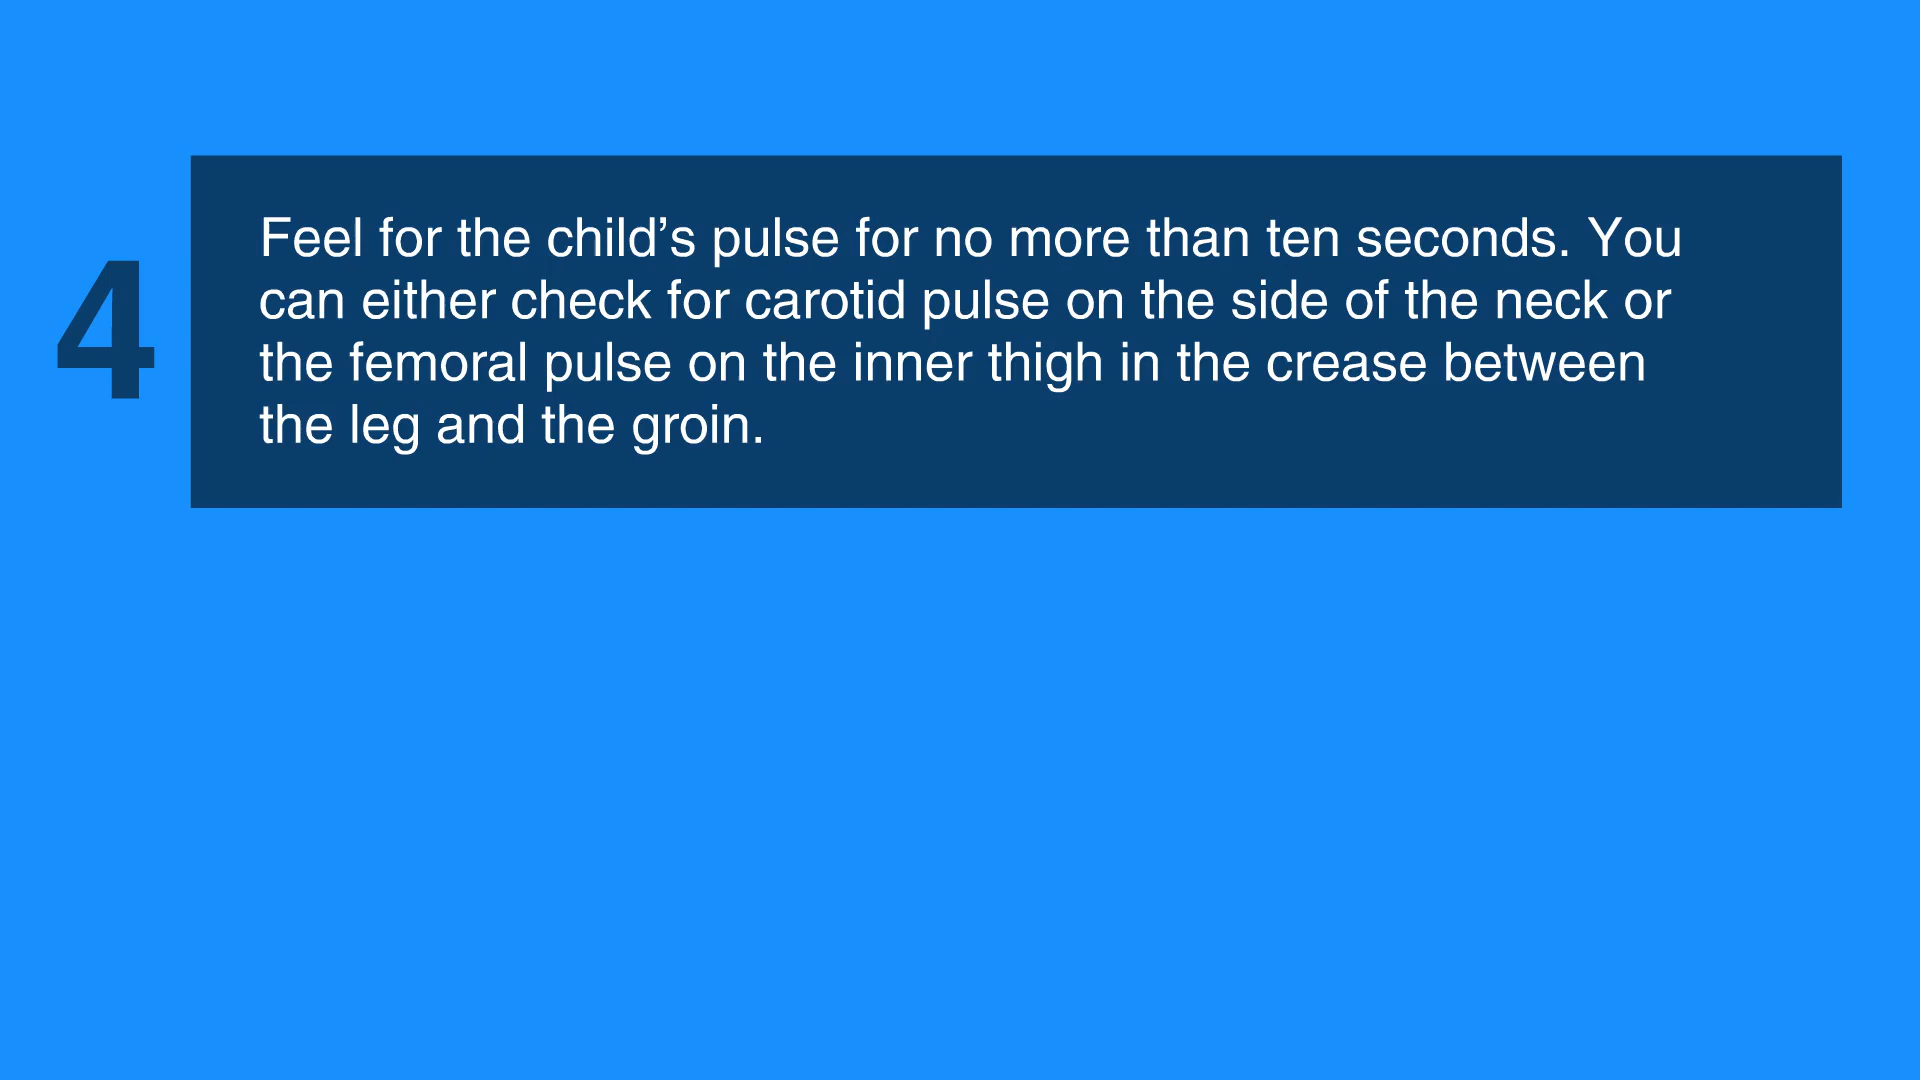 4
Feel for the child’s pulse for no more than ten seconds. You
can either check for carotid pulse on the side of the neck or
the femoral pulse on the inner thigh in the crease between
the leg and the groin.